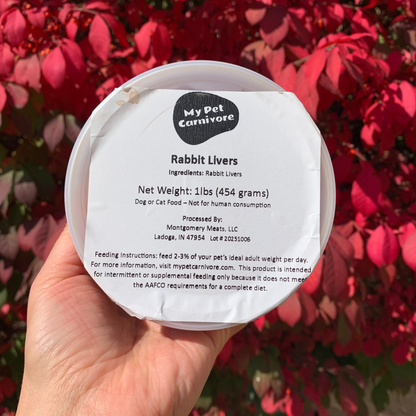 My Pet
Carnivore
Rabbit Livers
Ingredients: Rabbit Livers
Net Weight: 1lbs (454 grams)
Dog or Cat Food – Not for human consumption
Processed By:
Montgomery Meats, LLC
Ladoga, IN 47954 Lot # 20251006
Feeding Instructions: feed 2-3% of your pet's ideal adult weight per day.
For more information, visit mypetcarnivore.com. This product is intended
for intermittent or supplemental feeding only because it does not meet
the AAFCO requirements for a complete diet.